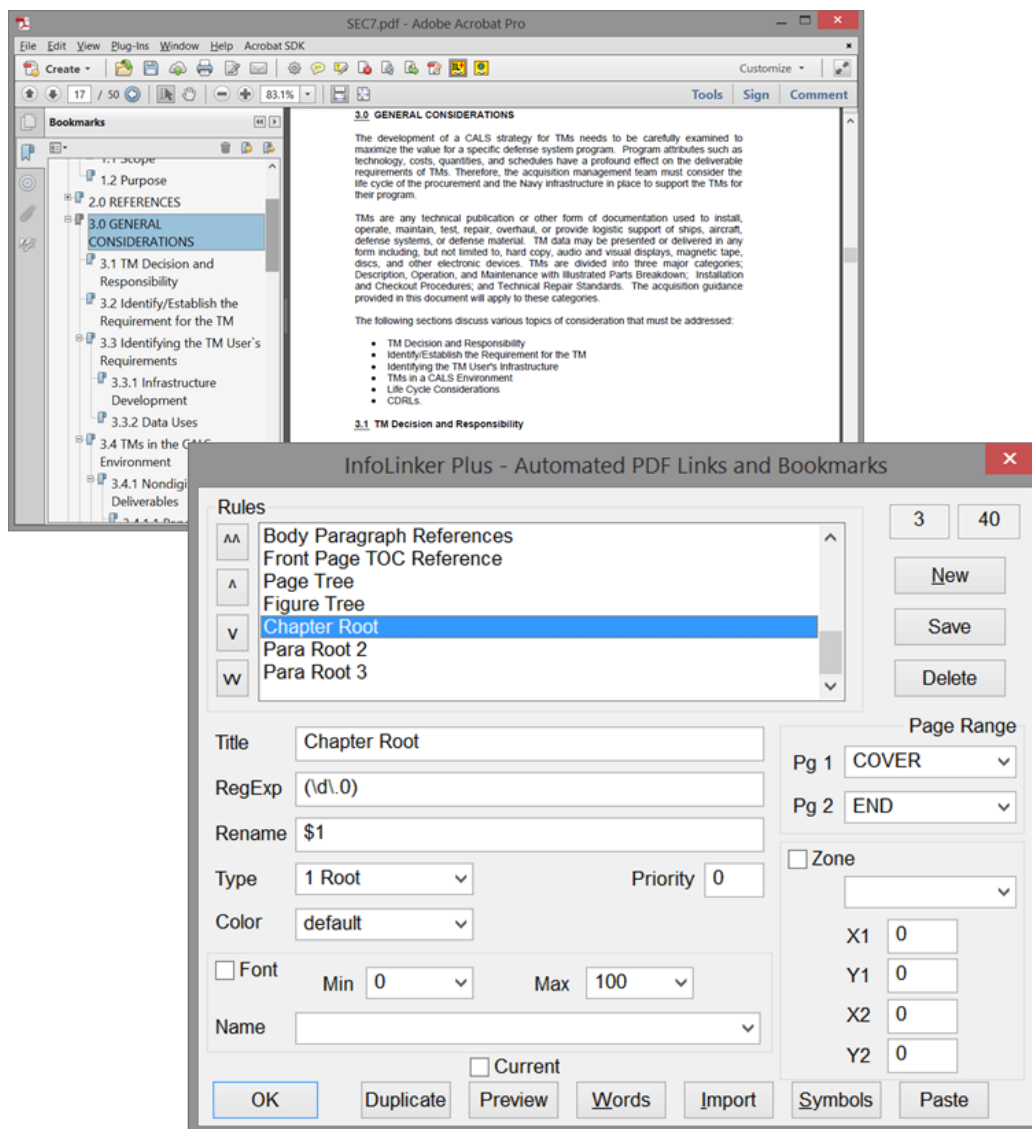 SEC7.pdf - Adobe Acrobat Pro
File Edit View Plug-Ins Window Help Acrobat SDK
Create
Customize
17 / 50 83.1% Tools Sign Comment
Bookmarks
1.1 Scope
1.2 Purpose
2.0 REFERENCES
3.0 GENERAL
CONSIDERATIONS
3.1 TM Decision and
Responsibility
3.2 Identify/Establish the
Requirement for the TM
3.3 Identifying the TM User`s
Requirements
3.3.1 Infrastructure
Development
3.3.2 Data Uses
3.4 TMs in the CALS
Environment
3.4.1 Nondigi
Deliverables
3.0 GENERAL CONSIDERATIONS
The development of a CALS strategy for TMs needs to be carefully examined to
maximize the value for a specific defense system program. Program attributes such as
technology, costs, quantities, and schedules have a profound effect on the deliverable
requirements of TMs. Therefore, the acquisition management team must consider the
life cycle of the procurement and the Navy infrastructure in place to support the TMs for
their program.
TMs are any technical publication or other form of documentation used to install,
operate, maintain, test, repair, overhaul, or provide logistic support of ships, aircraft,
defense systems, or defense material. TM data may be presented or delivered in any
form including, but not limited to, hard copy, audio and visual displays, magnetic tape,
discs, and other electronic devices. TMs are divided into three major categories;
Description, Operation, and Maintenance with Illustrated Parts Breakdown; Installation
and Checkout Procedures; and Technical Repair Standards. The acquisition guidance
provided in this document will apply to these categories.
The following sections discuss various topics of consideration that must be addressed:
• TM Decision and Responsibility
• Identify/Establish the Requirement for the TM
• Identifying the TM User's Infrastructure
• TMs in a CALS Environment
• Life Cycle Considerations
• CDRLs.
3.1 TM Decision and Responsibility
InfoLinker Plus - Automated PDF Links and Bookmarks
Rules
Body Paragraph References
Front Page TOC Reference
Page Tree
Figure Tree
Chapter Root
Para Root 2
Para Root 3
3 40
New
Save
Delete
Title Chapter Root
RegExp (\d\.0)
Rename $1
Type 1 Root Priority 0
Color default
Font Min 0 Max 100
Name
Page Range
Pg 1 COVER
Pg 2 END
Zone
X1 0
Y1 0
X2 0
Y2 0
Current
OK Duplicate Preview Words Import Symbols Paste